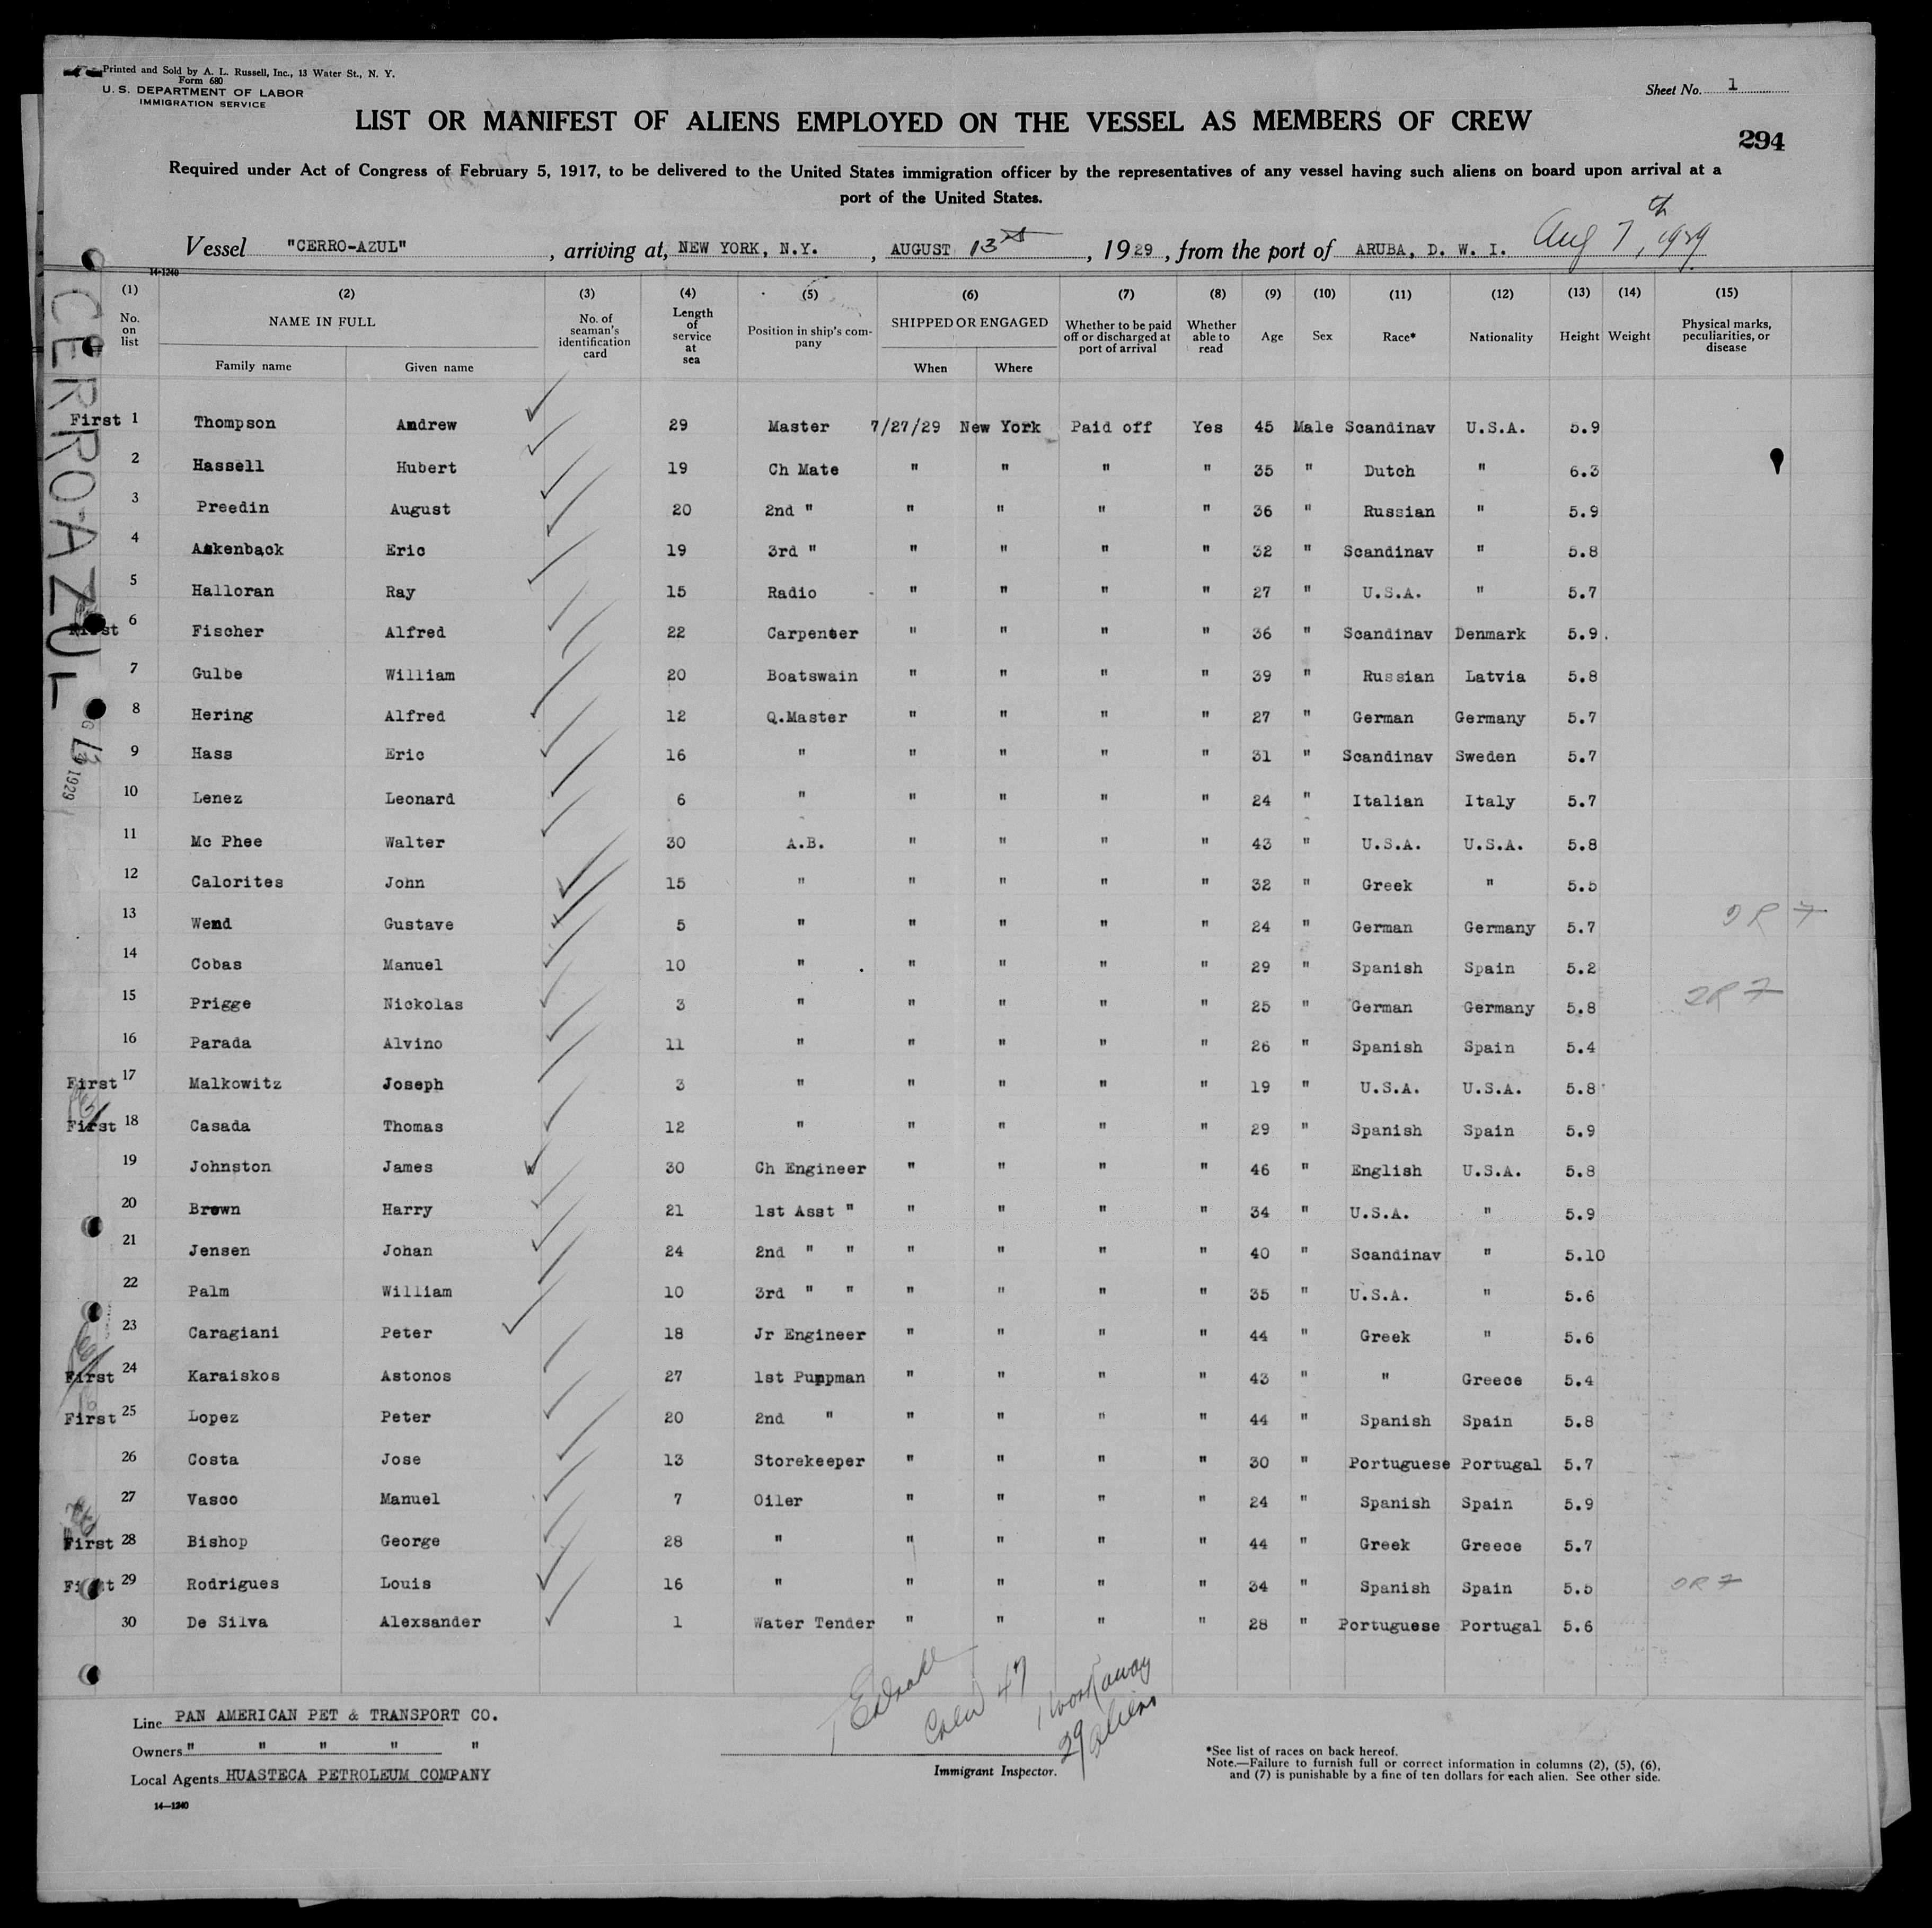 Printed and Sold by A. L. Russell, Inc., 13 Water St., N. Y.
Form 680
U. S. DEPARTMENT OF LABOR
IMMIGRATION SERVICE
Sheet No. 1
LIST OR MANIFEST OF ALIENS EMPLOYED ON THE VESSEL AS MEMBERS OF CREW
294
Required under Act of Congress of February 5, 1917, to be delivered to the United States immigration officer by the representatives of any vessel having such aliens on board upon arrival at a
port of the United States.
Vessel "CERRO-AZUL", arriving at, NEW YORK, N.Y., AUGUST 13th, 1929, from the port of ARUBA, D. W. I. Aug 7th, 1929
14-1240
CERRO-AZUL
13 1929
(1) (2) (3) (4) (5) (6) (7) (8) (9) (10) (11) (12) (13) (14) (15)
No. on list NAME IN FULL Family name Given name No. of seaman's identification card Length of service at sea Position in ship's company SHIPPED OR ENGAGED When Where Whether to be paid off or discharged at port of arrival Whether able to read Age Sex Race* Nationality Height Weight Physical marks, peculiarities, or disease
First 1 Thompson Andrew 29 Master 7/27/29 New York Paid off Yes 45 Male Scandinav U.S.A. 5.9
2 Hassell Hubert 19 Ch Mate " " " " 35 " Dutch " 6.3
3 Preedin August 20 2nd " " " " " 36 " Russian " 5.9
4 Askenback Eric 19 3rd " " " " " 32 " Scandinav " 5.8
5 Halloran Ray 15 Radio " " " " 27 " U.S.A. " 5.7
First 6 Fischer Alfred 22 Carpenter " " " " 36 " Scandinav Denmark 5.9.
7 Gulbe William 20 Boatswain " " " " 39 " Russian Latvia 5.8
8 Hering Alfred 12 Q.Master " " " " 27 " German Germany 5.7
9 Hass Eric 16 " " " " " 31 " Scandinav Sweden 5.7
10 Lenez Leonard 6 " " " " " 24 " Italian Italy 5.7
11 Mc Phee Walter 30 A.B. " " " " 43 " U.S.A. U.S.A. 5.8
12 Calorites John 15 " " " " " 32 " Greek " 5.5
13 Wend Gustave 5 " " " " " 24 " German Germany 5.7
14 Cobas Manuel 10 " " " " " 29 " Spanish Spain 5.2
15 Prigge Nickolas 3 " " " " " 25 " German Germany 5.8
16 Parada Alvino 11 " " " " " 26 " Spanish Spain 5.4
First 17 Malkowitz Joseph 3 " " " " " 19 " U.S.A. U.S.A. 5.8
First 18 Casada Thomas 12 " " " " " 29 " Spanish Spain 5.9
19 Johnston James 30 Ch Engineer " " " " 46 " English U.S.A. 5.8
20 Brown Harry 21 1st Asst " " " " " 34 " U.S.A. " 5.9
21 Jensen Johan 24 2nd " " " " " " 40 " Scandinav " 5.10
22 Palm William 10 3rd " " " " " " 35 " U.S.A. " 5.6
23 Caragiani Peter 18 Jr Engineer " " " " 44 " Greek " 5.6
First 24 Karaiskos Astonos 27 1st Pumpman " " " " 43 " " Greece 5.4
First 25 Lopez Peter 20 2nd " " " " " 44 " Spanish Spain 5.8
26 Costa Jose 13 Storekeeper " " " " 30 " Portuguese Portugal 5.7
27 Vasco Manuel 7 Oiler " " " " 24 " Spanish Spain 5.9
First 28 Bishop George 28 " " " " " 44 " Greek Greece 5.7
First 29 Rodrigues Louis 16 " " " " " 34 " Spanish Spain 5.5
30 De Silva Alexsander 1 Water Tender " " " " 28 " Portuguese Portugal 5.6
Crew 47
1 workaway
29 aliens
Line PAN AMERICAN PET & TRANSPORT CO.
Owners " " " " "
Local Agents HUASTECA PETROLEUM COMPANY
14-1240
Immigrant Inspector.
*See list of races on back hereof.
Note.—Failure to furnish full or correct information in columns (2), (5), (6),
and (7) is punishable by a fine of ten dollars for each alien. See other side.